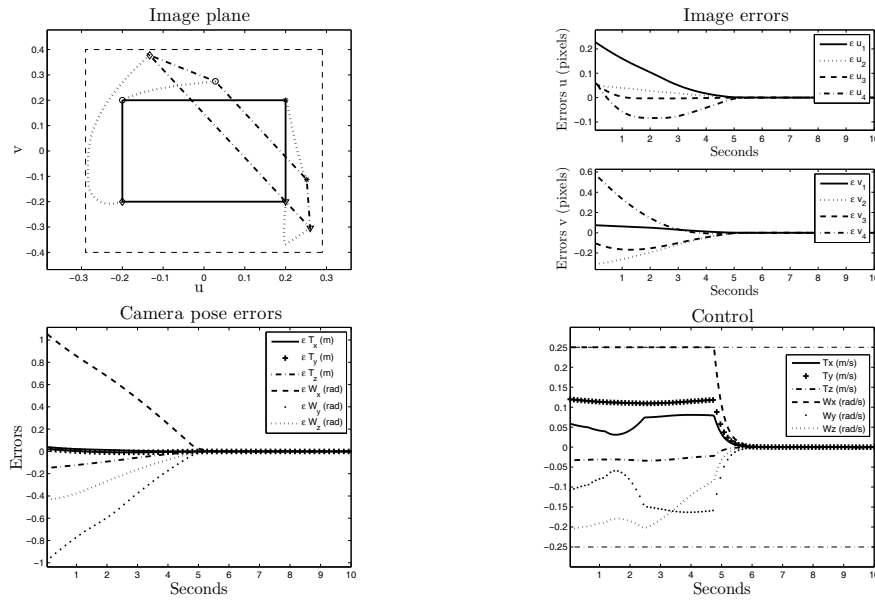 Image plane
0.4
0.3
0.2
0.1
0
−0.1
−0.2
−0.3
−0.4
v
−0.3
−0.2
−0.1
0
0.1
0.2
0.3
u
Image errors
0.2
0.1
0
−0.1
Errors u (pixels)
1
2
3
4
5
6
7
8
9
10
Seconds
ε u1
ε u2
ε u3
ε u4
0.6
0.4
0.2
0
−0.2
Errors v (pixels)
1
2
3
4
5
6
7
8
9
10
Seconds
ε v1
ε v2
ε v3
ε v4
Camera pose errors
1
0.8
0.6
0.4
0.2
0
−0.2
−0.4
−0.6
−0.8
−1
Errors
0
1
2
3
4
5
6
7
8
9
10
Seconds
ε Tx (m)
ε Ty (m)
ε Tz (m)
ε Wx (rad)
ε Wy (rad)
ε Wz (rad)
Control
0.25
0.2
0.15
0.1
0.05
0
−0.05
−0.1
−0.15
−0.2
−0.25
1
2
3
4
5
6
7
8
9
10
Seconds
Tx (m/s)
Ty (m/s)
Tz (m/s)
Wx (rad/s)
Wy (rad/s)
Wz (rad/s)